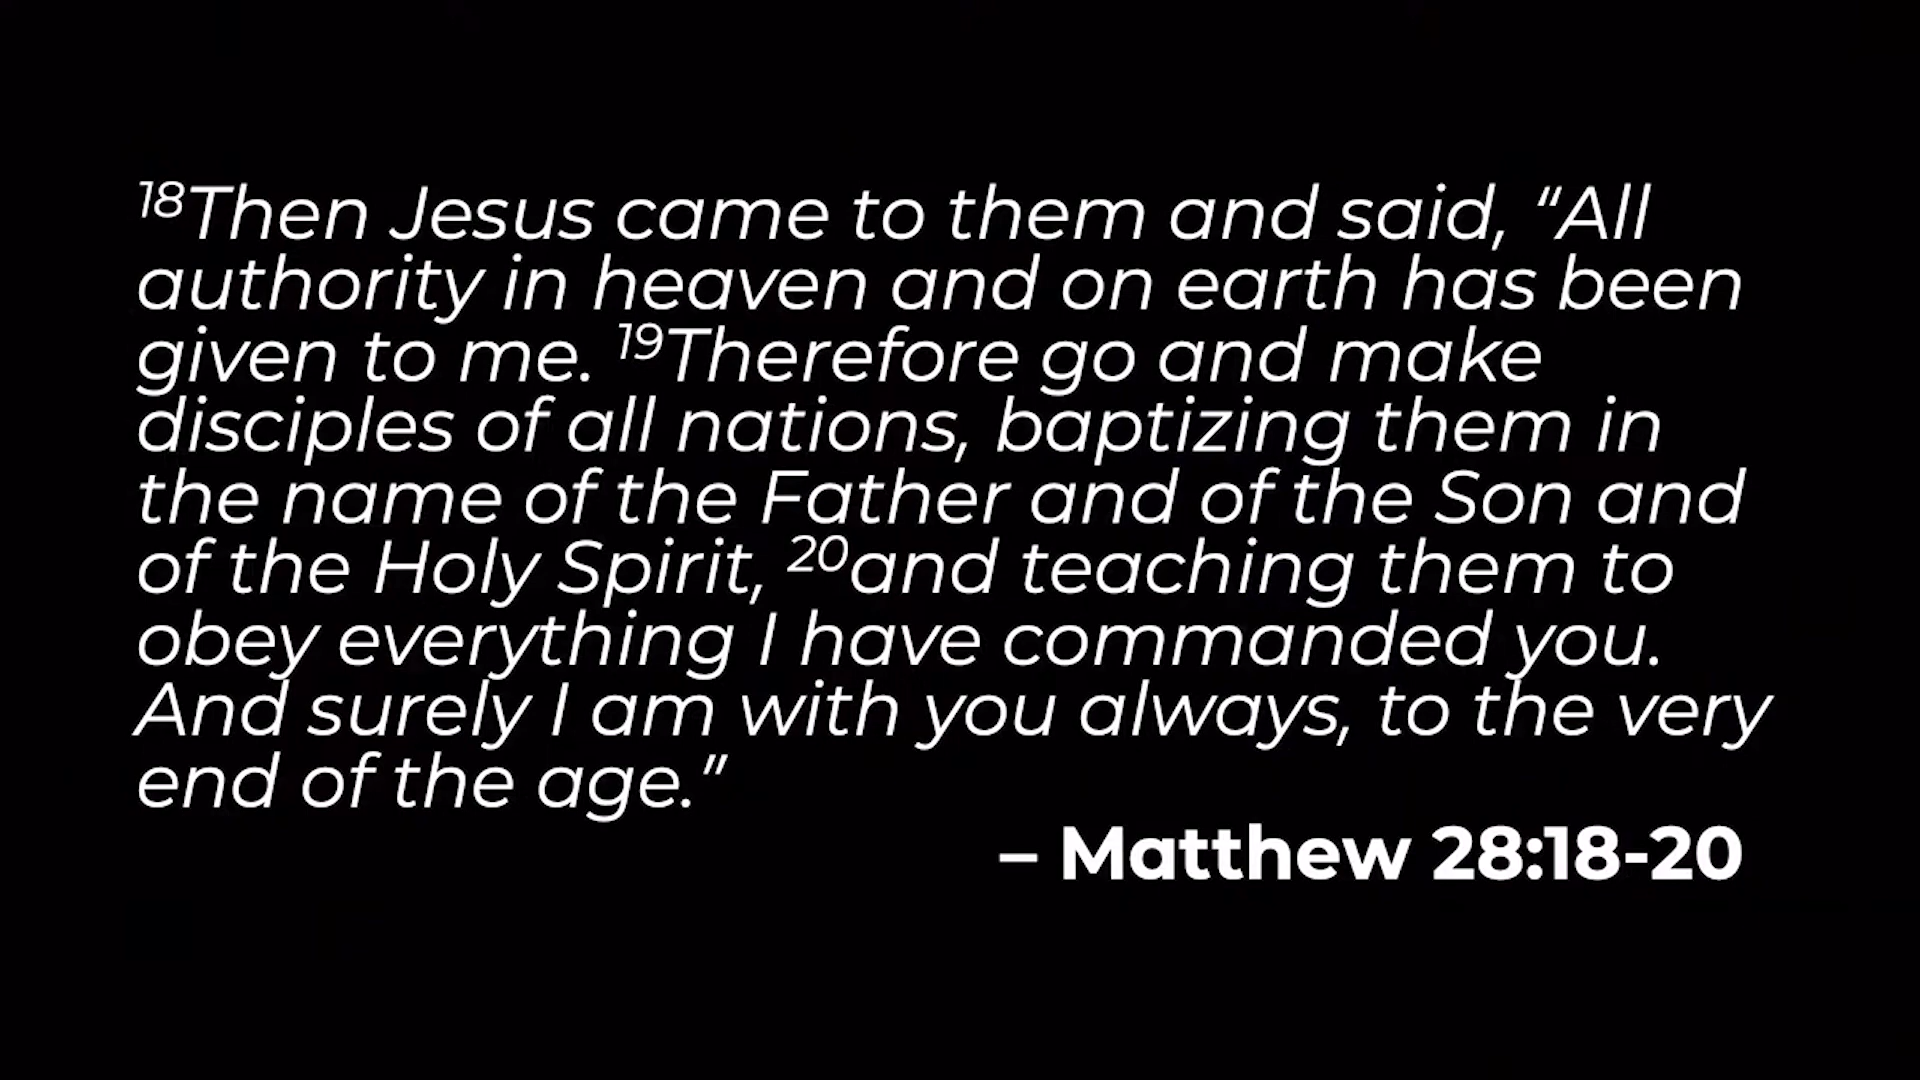 18Then Jesus came to them and said, “All
authority in heaven and on earth has been
given to me. 19Therefore go and make
disciples of all nations, baptizing them in
the name of the Father and of the Son and
of the Holy Spirit, 20and teaching them to
obey everything I have commanded you.
And surely I am with you always, to the very
end of the age.”
– Matthew 28:18-20